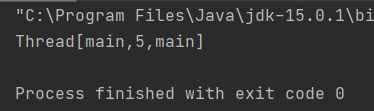 "C:\Program Files\Java\jdk-15.0.1\bi
Thread[main,5,main]
Process finished with exit code 0